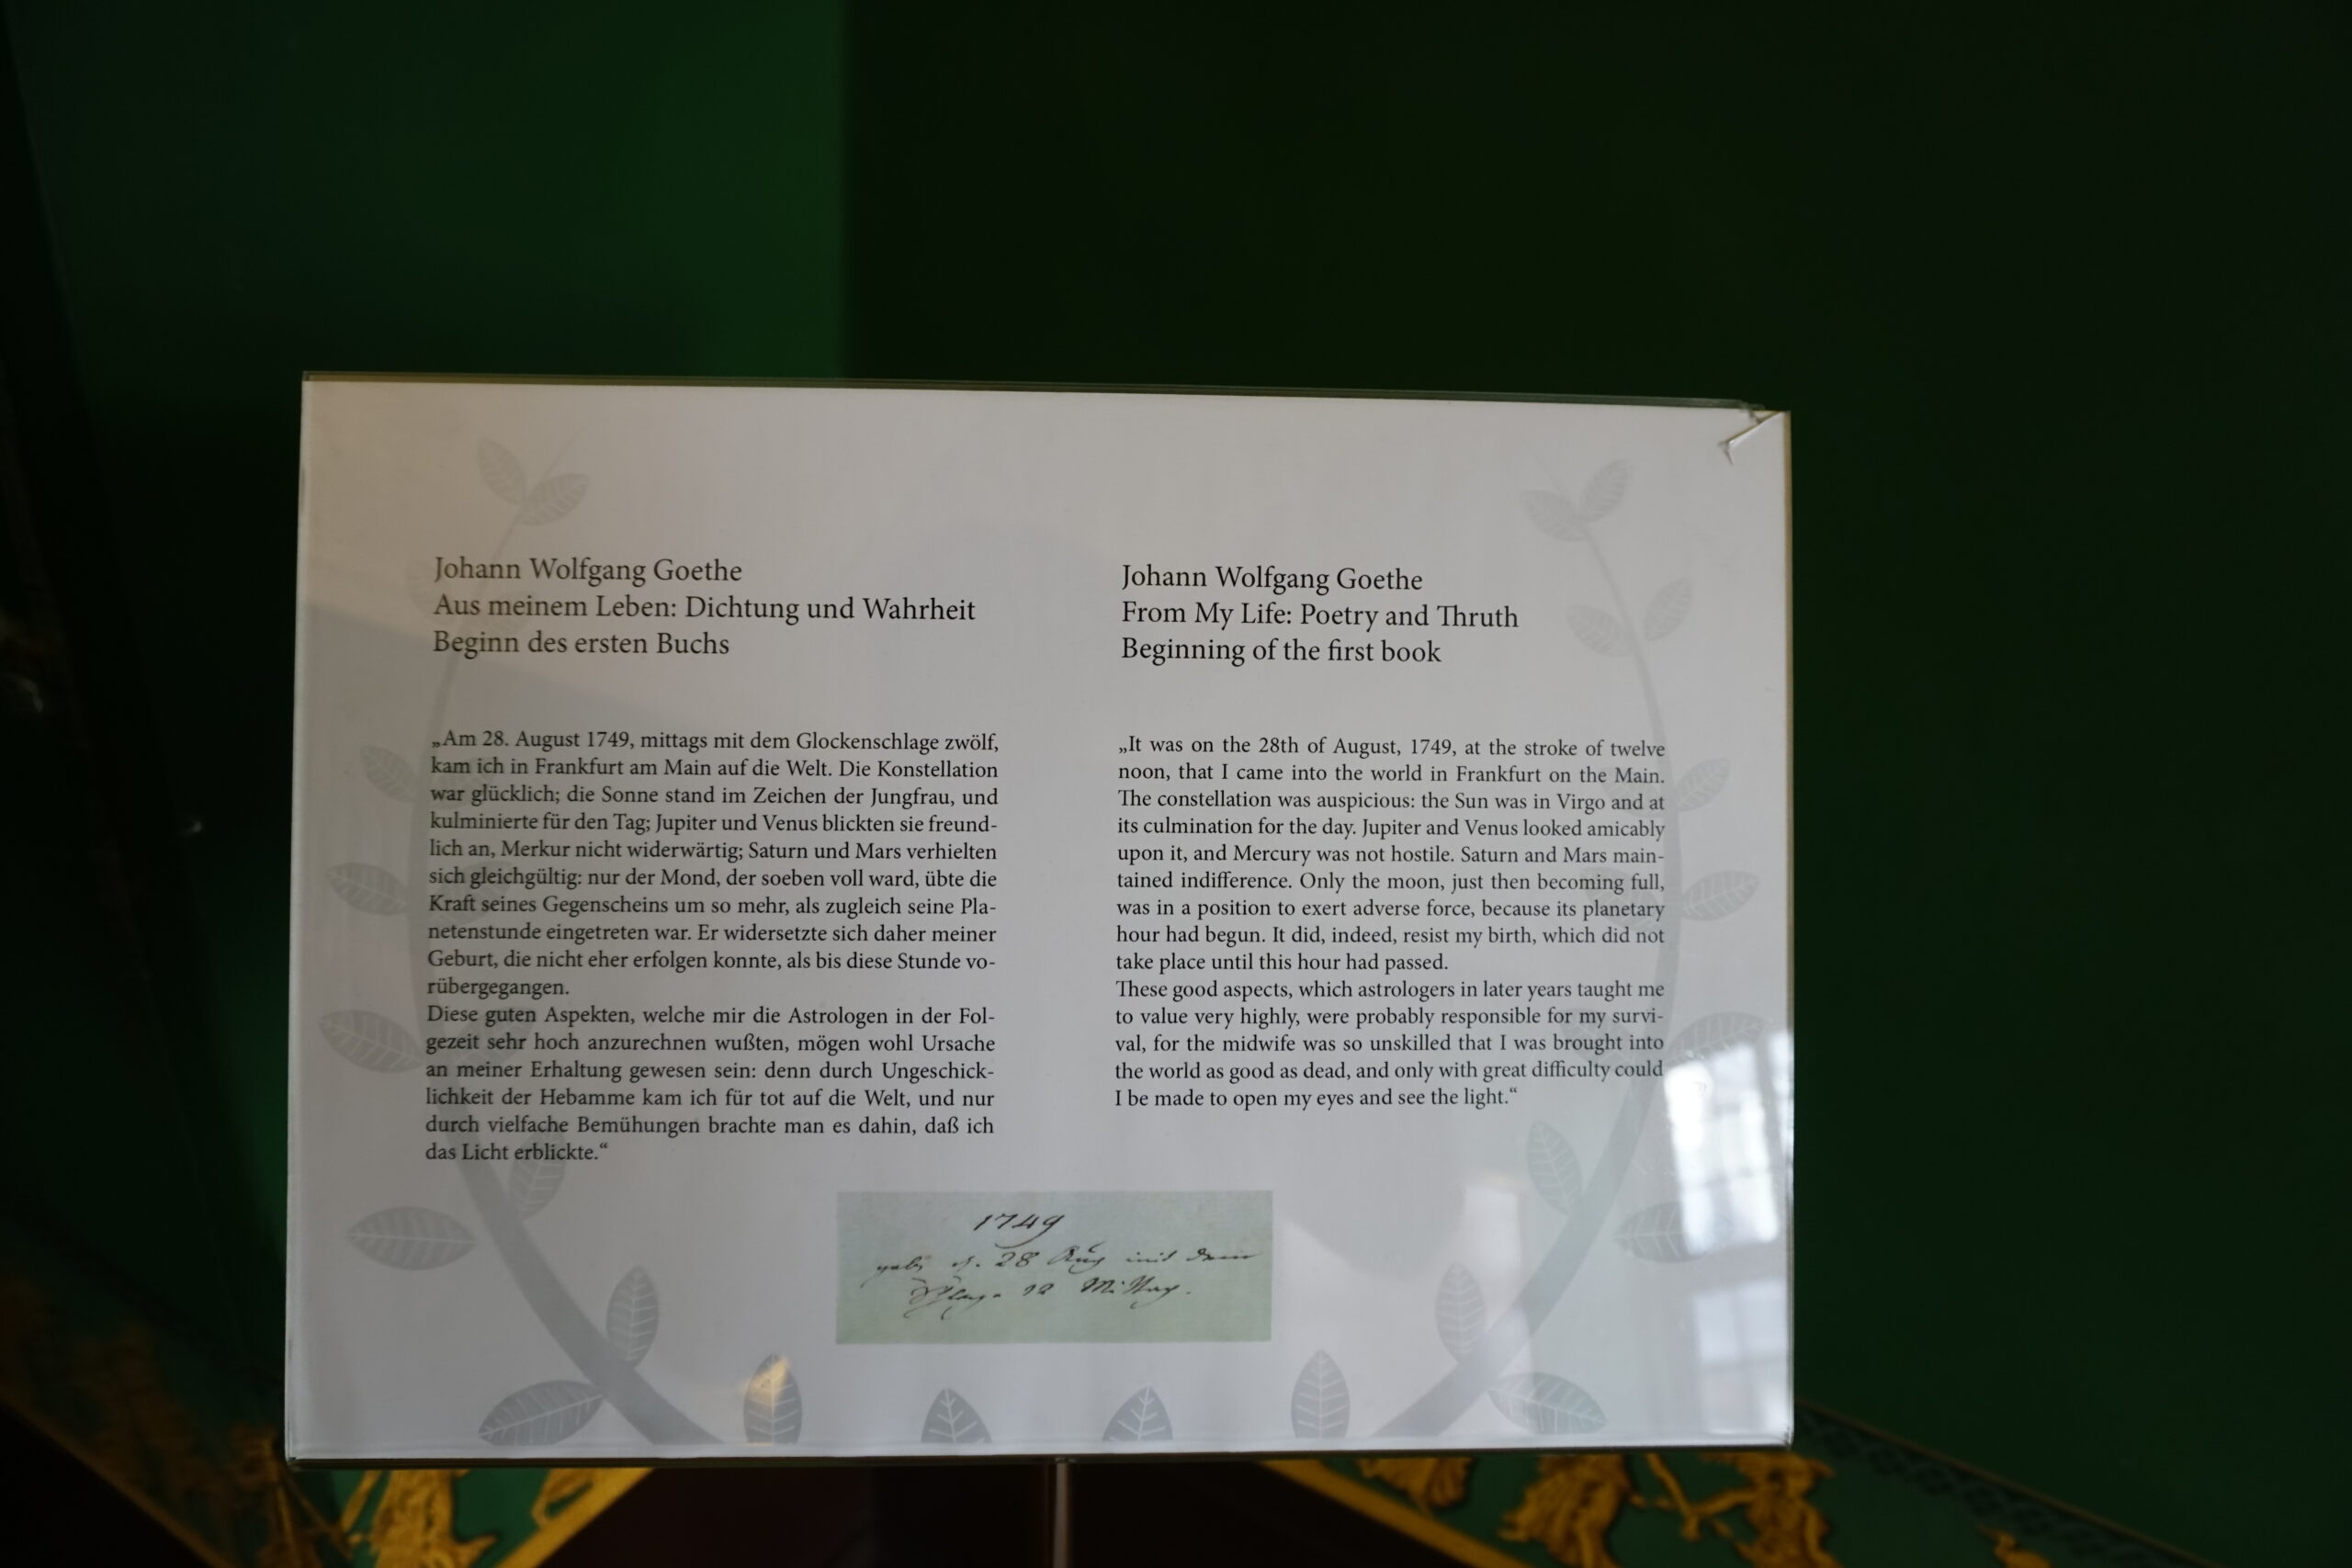 Johann Wolfgang Goethe
Aus meinem Leben: Dichtung und Wahrheit
Beginn des ersten Buchs
„Am 28. August 1749, mittags mit dem Glockenschlage zwölf,
kam ich in Frankfurt am Main auf die Welt. Die Konstellation
war glücklich; die Sonne stand im Zeichen der Jungfrau, und
kulminierte für den Tag; Jupiter und Venus blickten sie freund-
lich an, Merkur nicht widerwärtig; Saturn und Mars verhielten
sich gleichgültig: nur der Mond, der soeben voll ward, übte die
Kraft seines Gegenscheins um so mehr, als zugleich seine Pla-
netenstunde eingetreten war. Er widersetzte sich daher meiner
Geburt, die nicht eher erfolgen konnte, als bis diese Stunde vo-
rübergegangen.
Diese guten Aspekten, welche mir die Astrologen in der Fol-
gezeit sehr hoch anzurechnen wußten, mögen wohl Ursache
an meiner Erhaltung gewesen sein: denn durch Ungeschick-
lichkeit der Hebamme kam ich für tot auf die Welt, und nur
durch vielfache Bemühungen brachte man es dahin, daß ich
das Licht erblickte.“
Johann Wolfgang Goethe
From My Life: Poetry and Thruth
Beginning of the first book
„It was on the 28th of August, 1749, at the stroke of twelve
noon, that I came into the world in Frankfurt on the Main.
The constellation was auspicious: the Sun was in Virgo and at
its culmination for the day. Jupiter and Venus looked amicably
upon it, and Mercury was not hostile. Saturn and Mars main-
tained indifference. Only the moon, just then becoming full,
was in a position to exert adverse force, because its planetary
hour had begun. It did, indeed, resist my birth, which did not
take place until this hour had passed.
These good aspects, which astrologers in later years taught me
to value very highly, were probably responsible for my survi-
val, for the midwife was so unskilled that I was brought into
the world as good as dead, and only with great difficulty could
I be made to open my eyes and see the light.“
1749
28 Aug mit dem
12 Mittag.